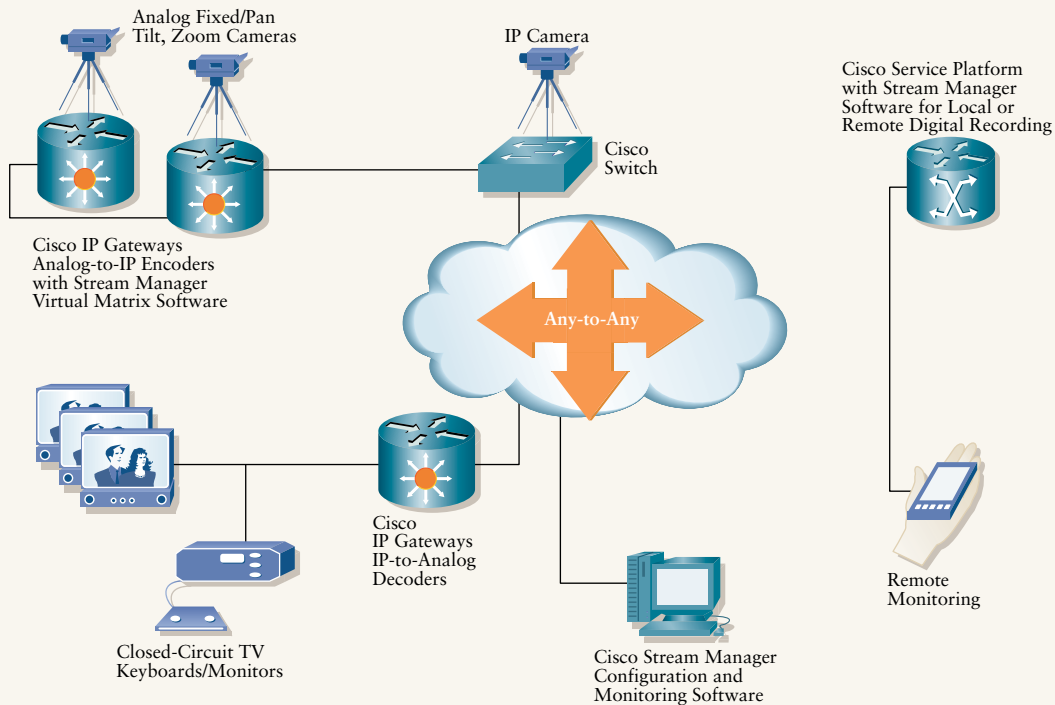 Analog Fixed/Pan
Tilt, Zoom Cameras
IP Camera
Cisco Service Platform
with Stream Manager
Software for Local or
Remote Digital Recording
Cisco
Switch
Cisco IP Gateways
Analog-to-IP Encoders
with Stream Manager
Virtual Matrix Software
Any-to-Any
Cisco
IP Gateways
IP-to-Analog
Decoders
Closed-Circuit TV
Keyboards/Monitors
Cisco Stream Manager
Configuration and
Monitoring Software
Remote
Monitoring